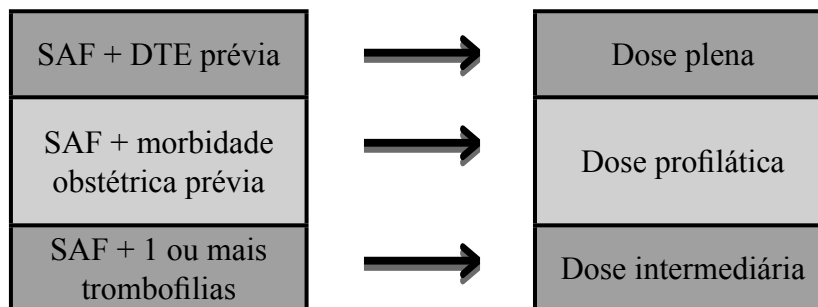 SAF + DTE prévia
Dose plena
SAF + morbidade
obstétrica prévia
Dose profilática
SAF + 1 ou mais
trombofilias
Dose intermediária